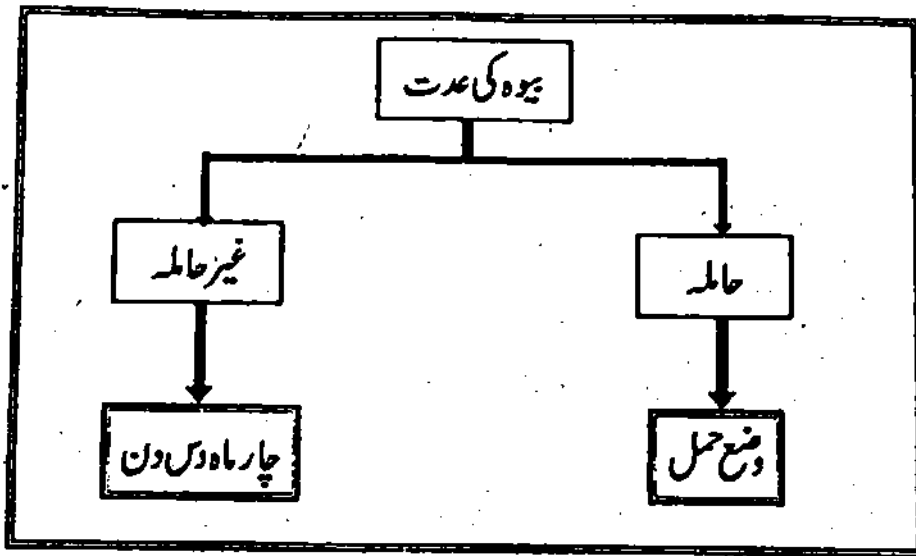 بیوہ کی عدت
حاملہ
غیر حاملہ
وضع حمل
چار ماہ دس دن